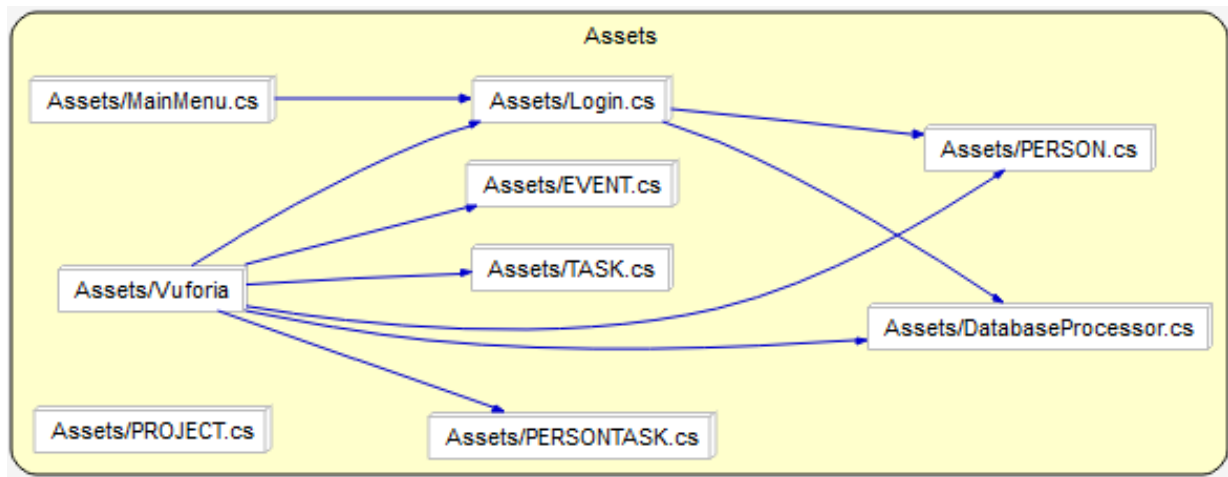 Assets
Assets/MainMenu.cs
Assets/Login.cs
Assets/PERSON.cs
Assets/EVENT.cs
Assets/TASK.cs
Assets/Vuforia
Assets/DatabaseProcessor.cs
Assets/PROJECT.cs
Assets/PERSONTASK.cs